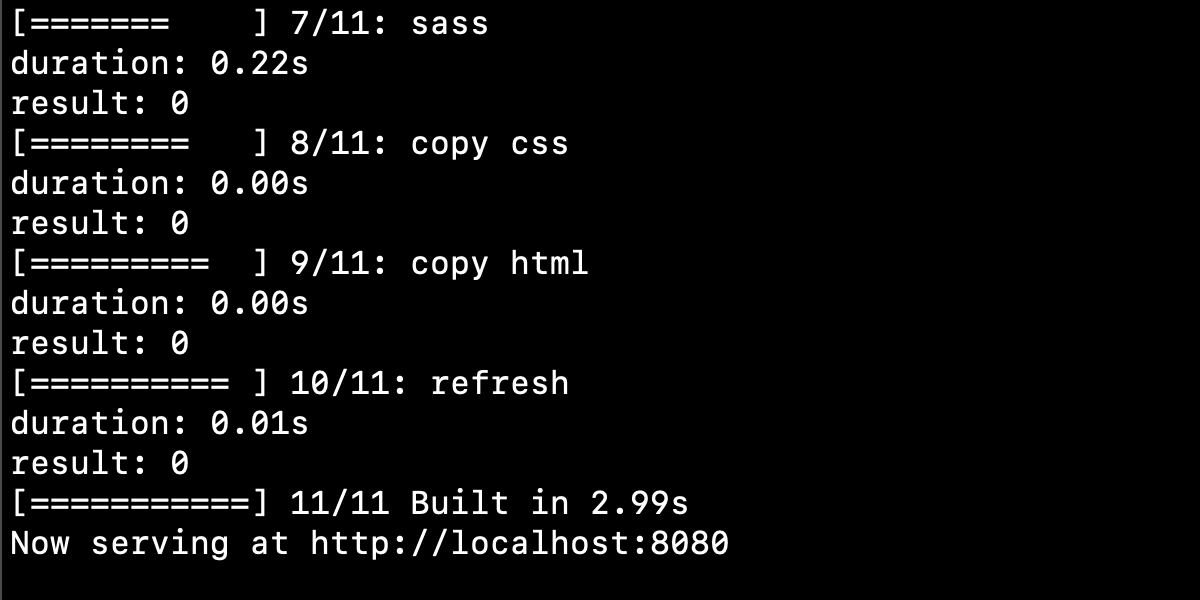 [=======    ] 7/11: sass
duration: 0.22s
result: 0
[========   ] 8/11: copy css
duration: 0.00s
result: 0
[=========  ] 9/11: copy html
duration: 0.00s
result: 0
[========== ] 10/11: refresh
duration: 0.01s
result: 0
[===========] 11/11 Built in 2.99s
Now serving at http://localhost:8080